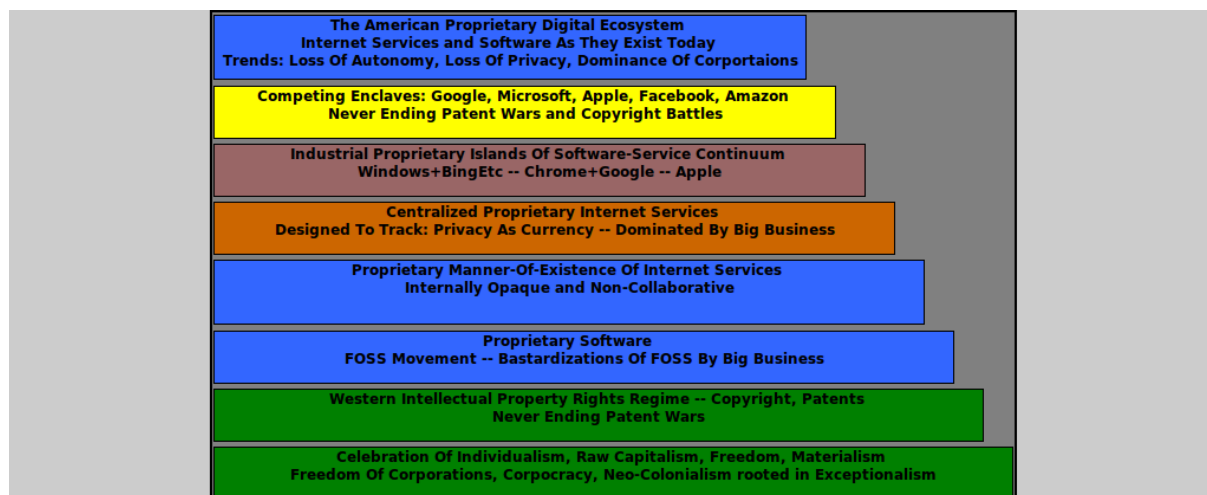 The American Proprietary Digital Ecosystem
Internet Services and Software As They Exist Today
Trends: Loss Of Autonomy, Loss Of Privacy, Dominance Of Corportaions
Competing Enclaves: Google, Microsoft, Apple, Facebook, Amazon
Never Ending Patent Wars and Copyright Battles
Industrial Proprietary Islands Of Software-Service Continuum
Windows+BingEtc -- Chrome+Google -- Apple
Centralized Proprietary Internet Services
Designed To Track: Privacy As Currency -- Dominated By Big Business
Proprietary Manner-Of-Existence Of Internet Services
Internally Opaque and Non-Collaborative
Proprietary Software
FOSS Movement -- Bastardizations Of FOSS By Big Business
Western Intellectual Property Rights Regime -- Copyright, Patents
Never Ending Patent Wars
Celebration Of Individualism, Raw Capitalism, Freedom, Materialism
Freedom Of Corporations, Corpocracy, Neo-Colonialism rooted in Exceptionalism